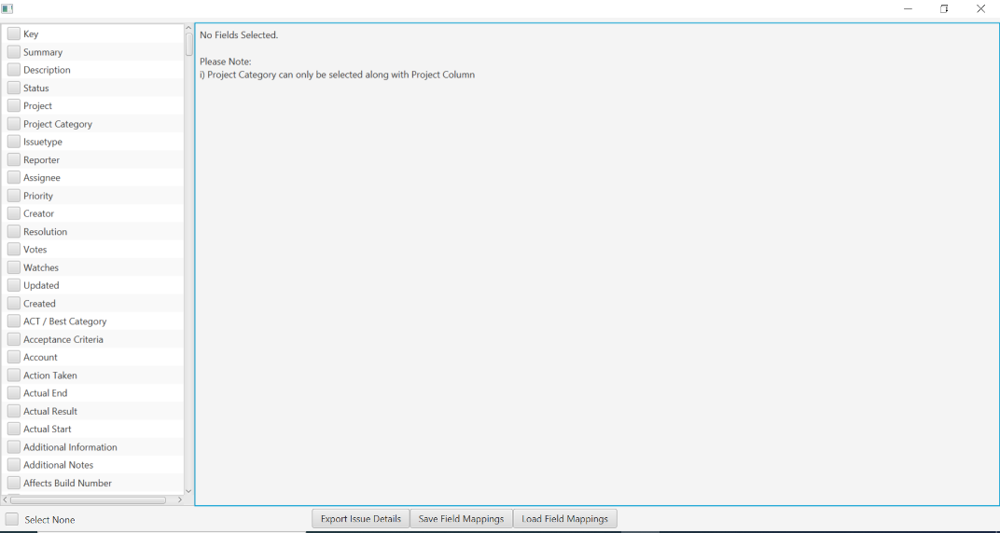 Key
Summary
Description
Status
Project
Project Category
Issuetype
Reporter
Assignee
Priority
Creator
Resolution
Votes
Watches
Updated
Created
ACT / Best Category
Acceptance Criteria
Account
Action Taken
Actual End
Actual Result
Actual Start
Additional Information
Additional Notes
Affects Build Number
Select None
No Fields Selected.
Please Note:
i) Project Category can only be selected along with Project Column
Export Issue Details
Save Field Mappings
Load Field Mappings